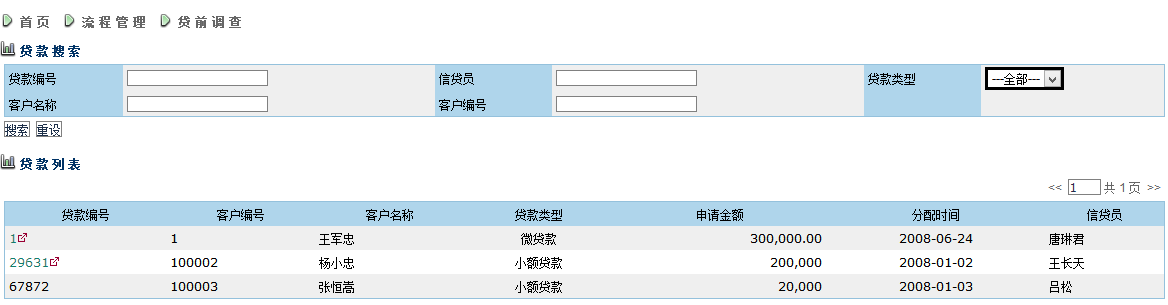 首页 流程管理 贷前调查
贷款搜索
贷款编号 信贷员 贷款类型 ---全部---
客户名称 客户编号
搜索 重设
贷款列表
<< 1 共 1 页 >>
贷款编号 客户编号 客户名称 贷款类型 申请金额 分配时间 信贷员
1 1 王军忠 微贷款 300,000.00 2008-06-24 唐琳君
29631 100002 杨小忠 小额贷款 200,000 2008-01-02 王长天
67872 100003 张恒嵩 小额贷款 20,000 2008-01-03 吕松